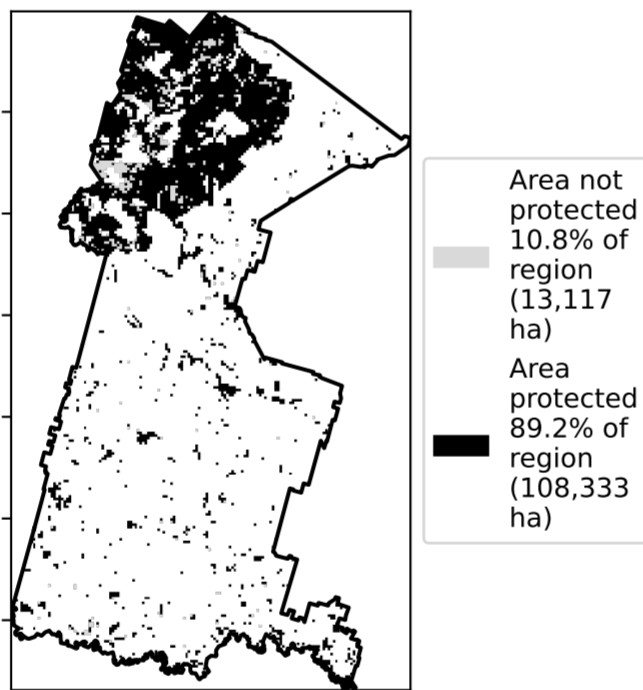 Area not
protected
10.8% of
region
(13,117
ha)
Area
protected
89.2% of
region
(108,333
ha)